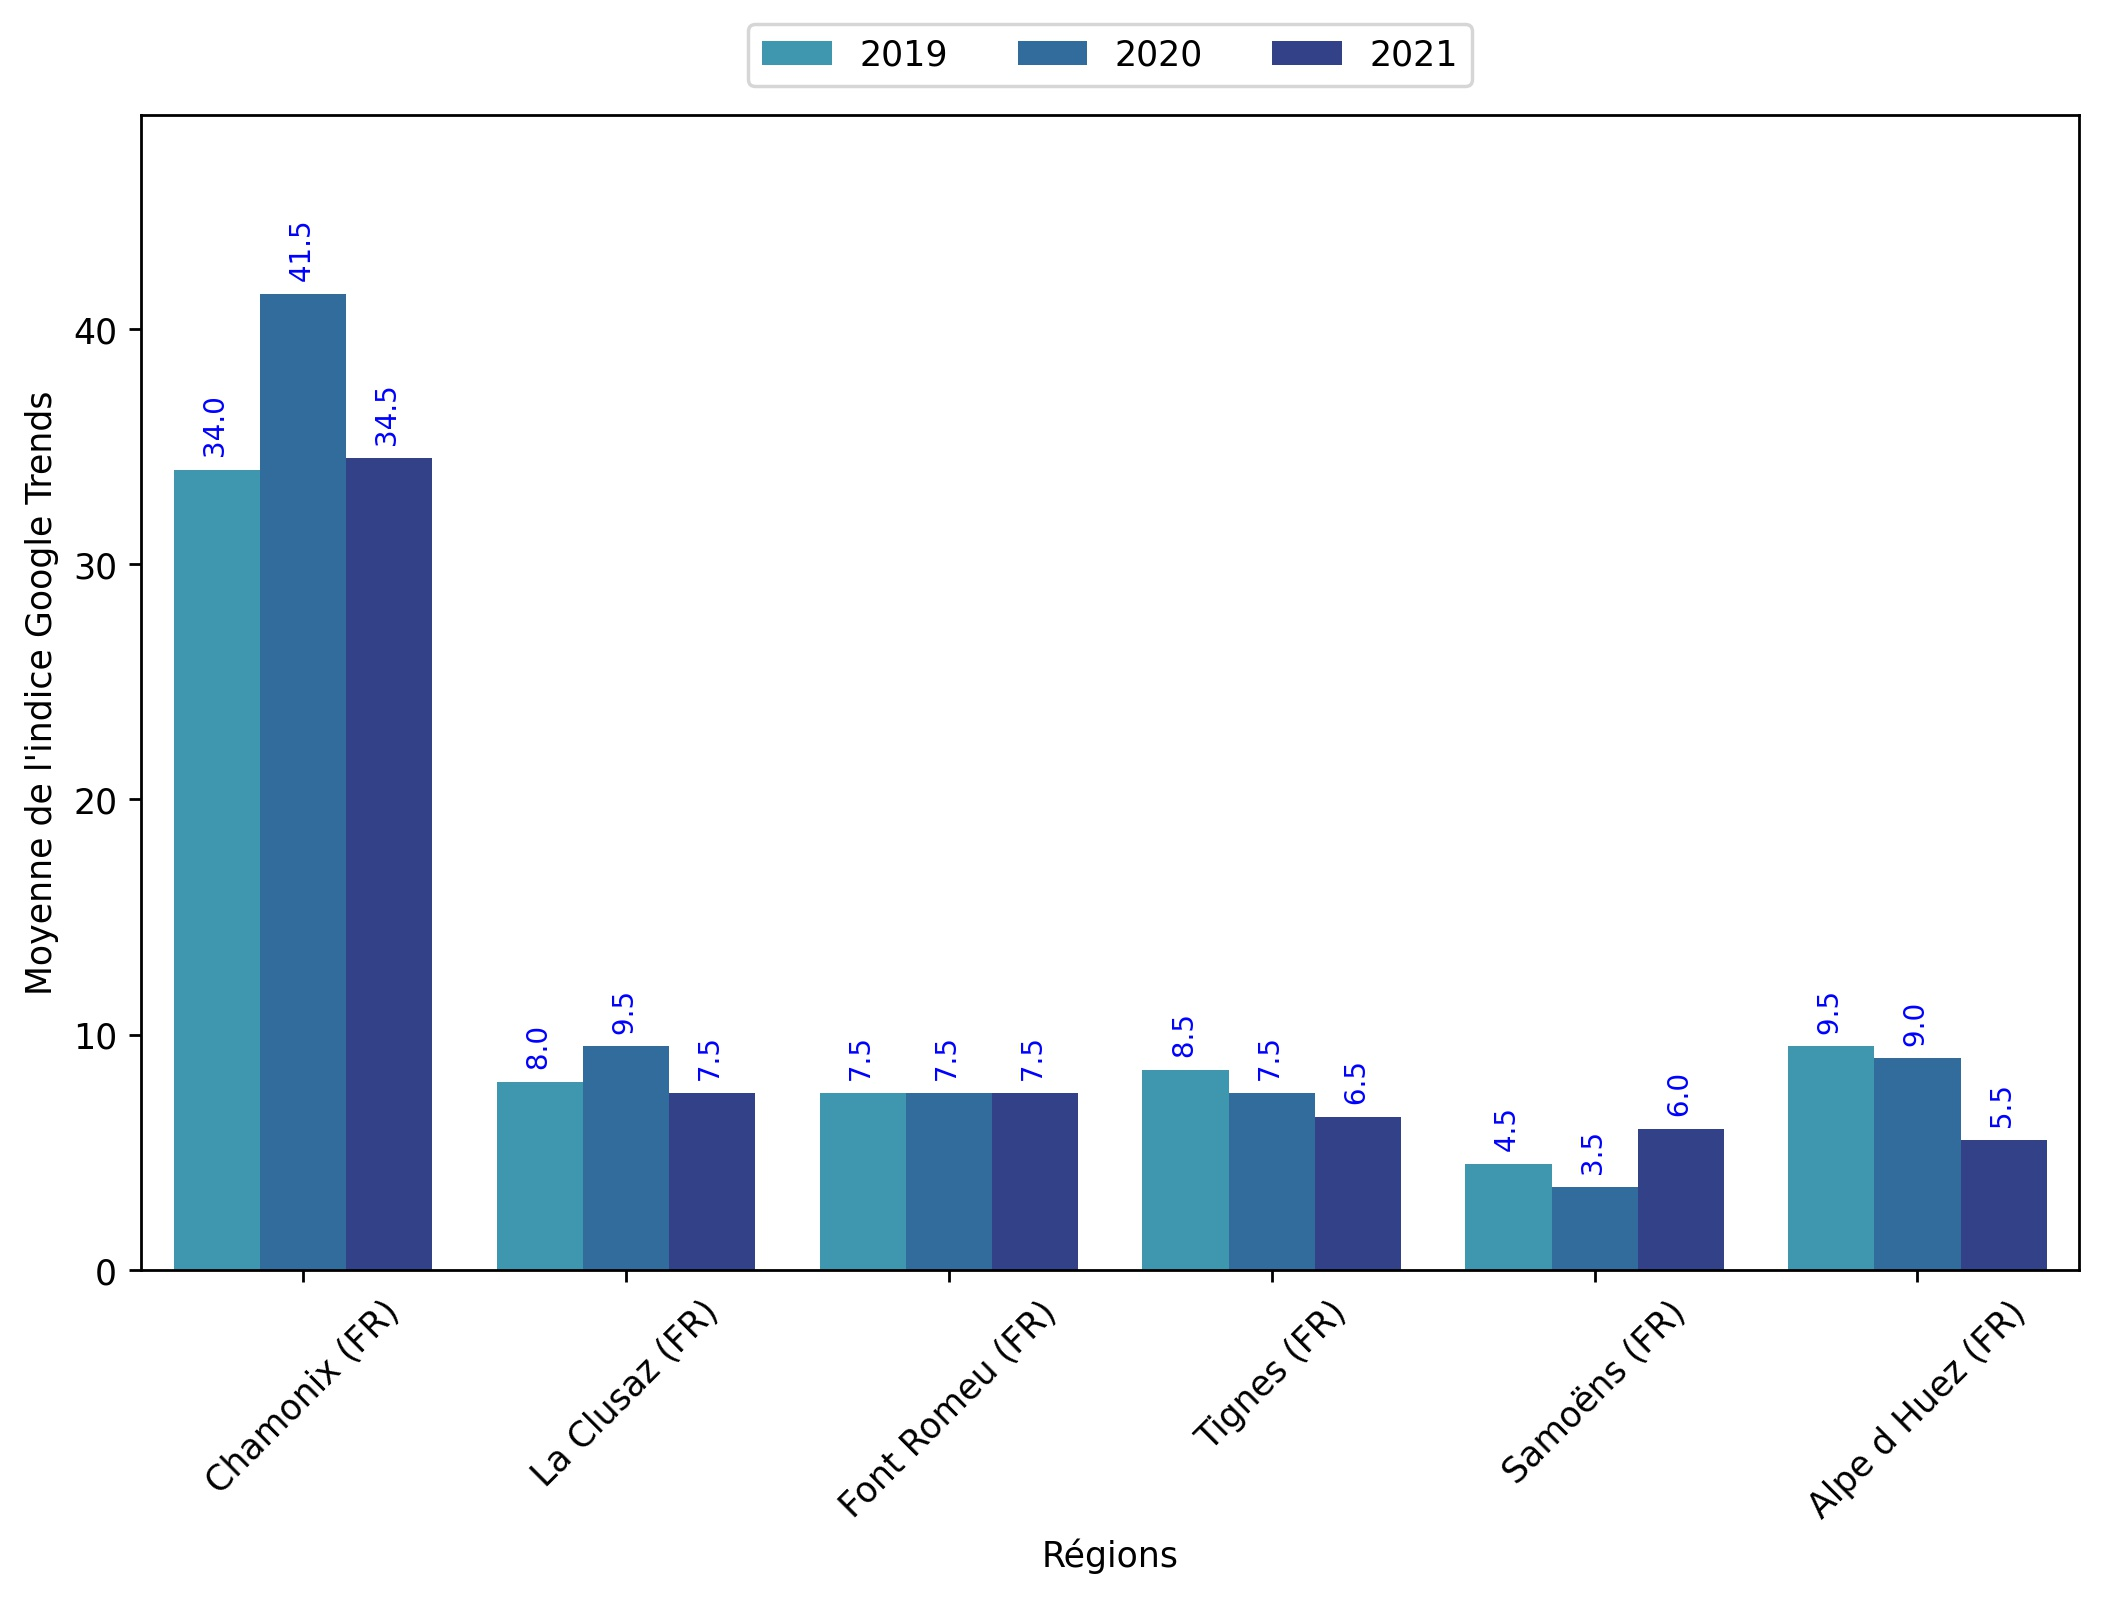 2019 2020 2021
Moyenne de l'indice Google Trends
40
30
20
10
0
34.0 41.5 34.5
8.0 9.5 7.5
7.5 7.5 7.5
8.5 7.5 6.5
4.5 3.5 6.0
9.5 9.0 5.5
Chamonix (FR)
La Clusaz (FR)
Font Romeu (FR)
Tignes (FR)
Samoëns (FR)
Alpe d Huez (FR)
Régions